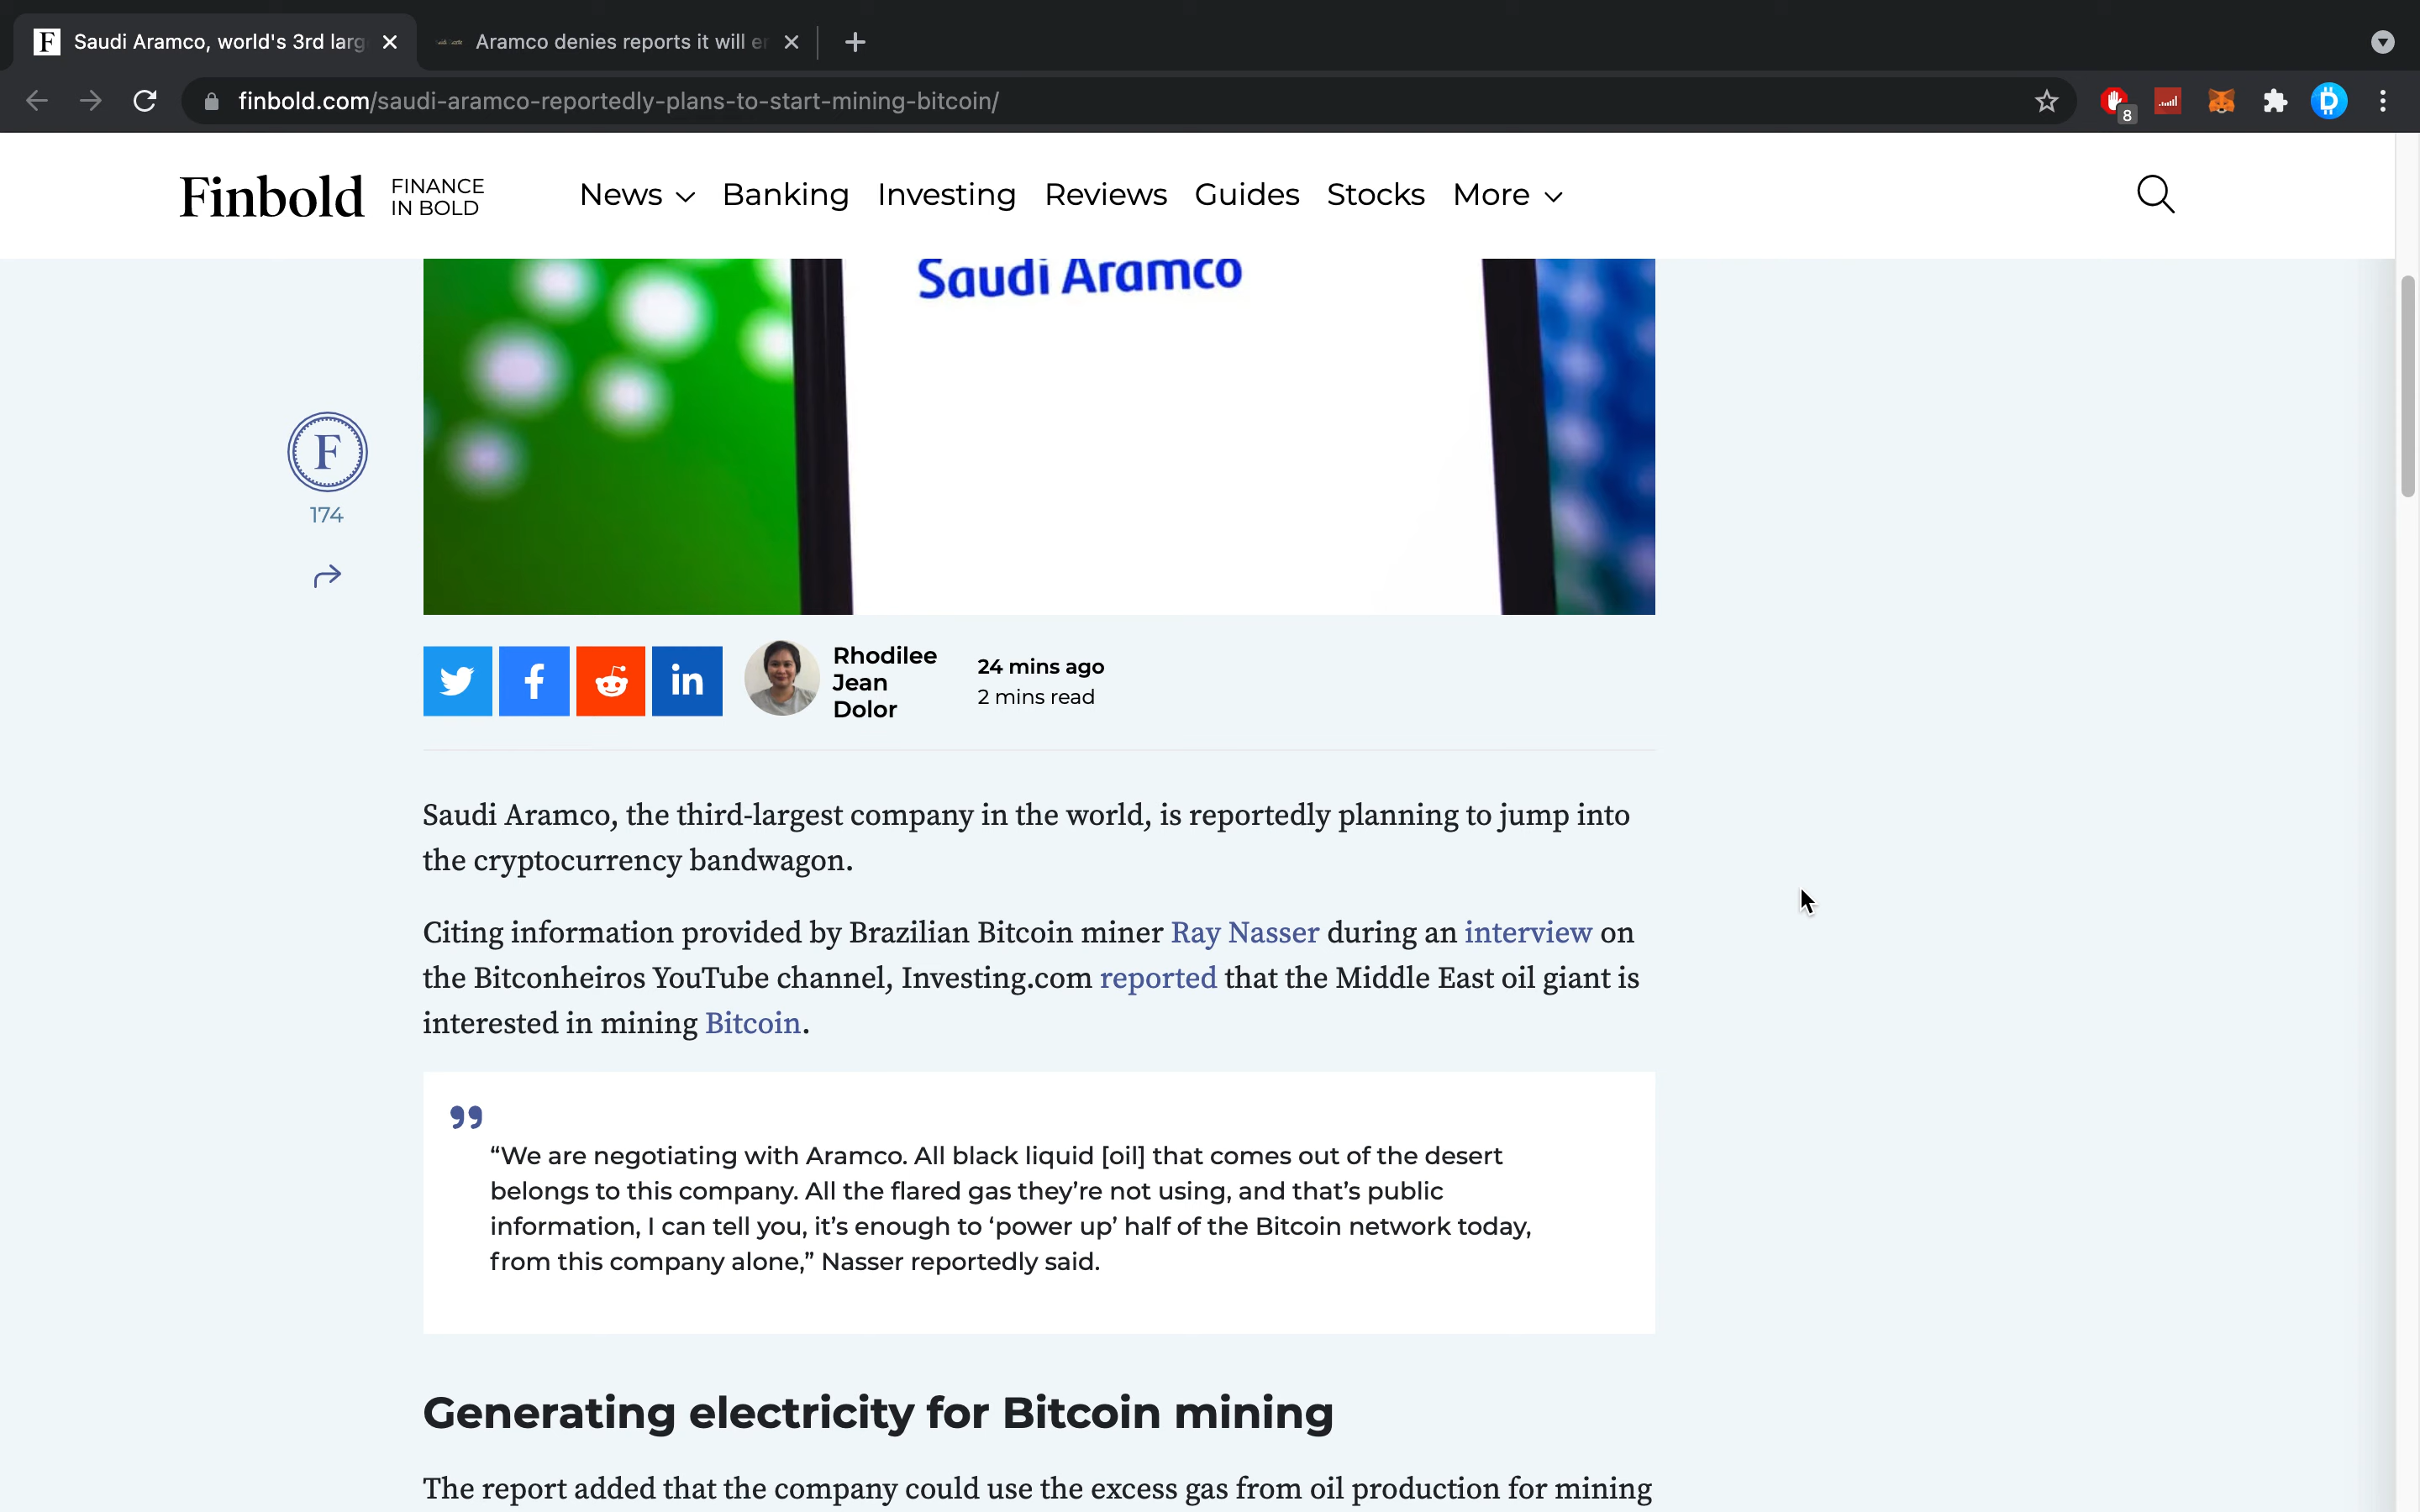 F Saudi Aramco, world's 3rd larg
Aramco denies reports it will er
finbold.com/saudi-aramco-reportedly-plans-to-start-mining-bitcoin/
8
Finbold
FINANCE
IN BOLD
News
Banking
Investing
Reviews
Guides
Stocks
More
Saudi Aramco
F
174
Rhodilee
Jean
Dolor
24 mins ago
2 mins read
Saudi Aramco, the third-largest company in the world, is reportedly planning to jump into
the cryptocurrency bandwagon.
Citing information provided by Brazilian Bitcoin miner Ray Nasser during an interview on
the Bitconheiros YouTube channel, Investing.com reported that the Middle East oil giant is
interested in mining Bitcoin.
”
“We are negotiating with Aramco. All black liquid [oil] that comes out of the desert
belongs to this company. All the flared gas they’re not using, and that’s public
information, I can tell you, it’s enough to ‘power up’ half of the Bitcoin network today,
from this company alone,” Nasser reportedly said.
Generating electricity for Bitcoin mining
The report added that the company could use the excess gas from oil production for mining